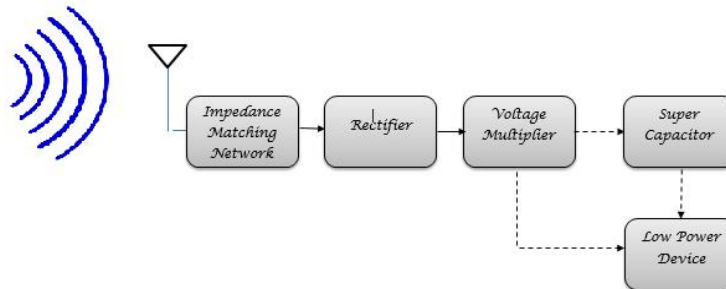 Impedance
Matching
Network
Rectifier
Voltage
Multiplier
Super
Capacitor
Low Power
Device